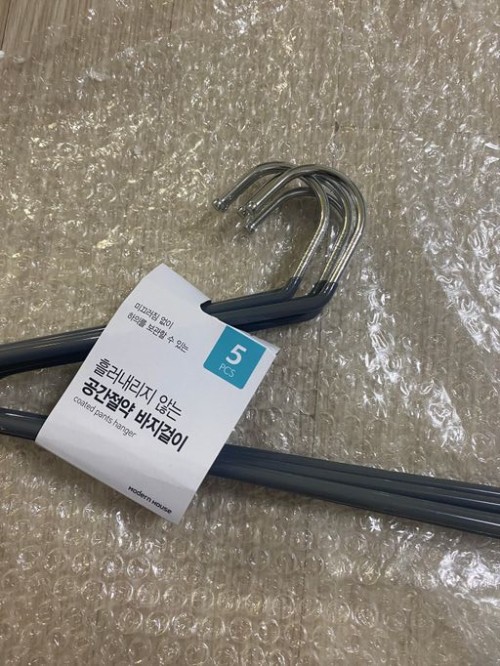 미끄러짐 없이
하의를 보관할 수 있는
5
PCS
흘러내리지 않는
공간절약 바지걸이
coated pants hanger
Modern House